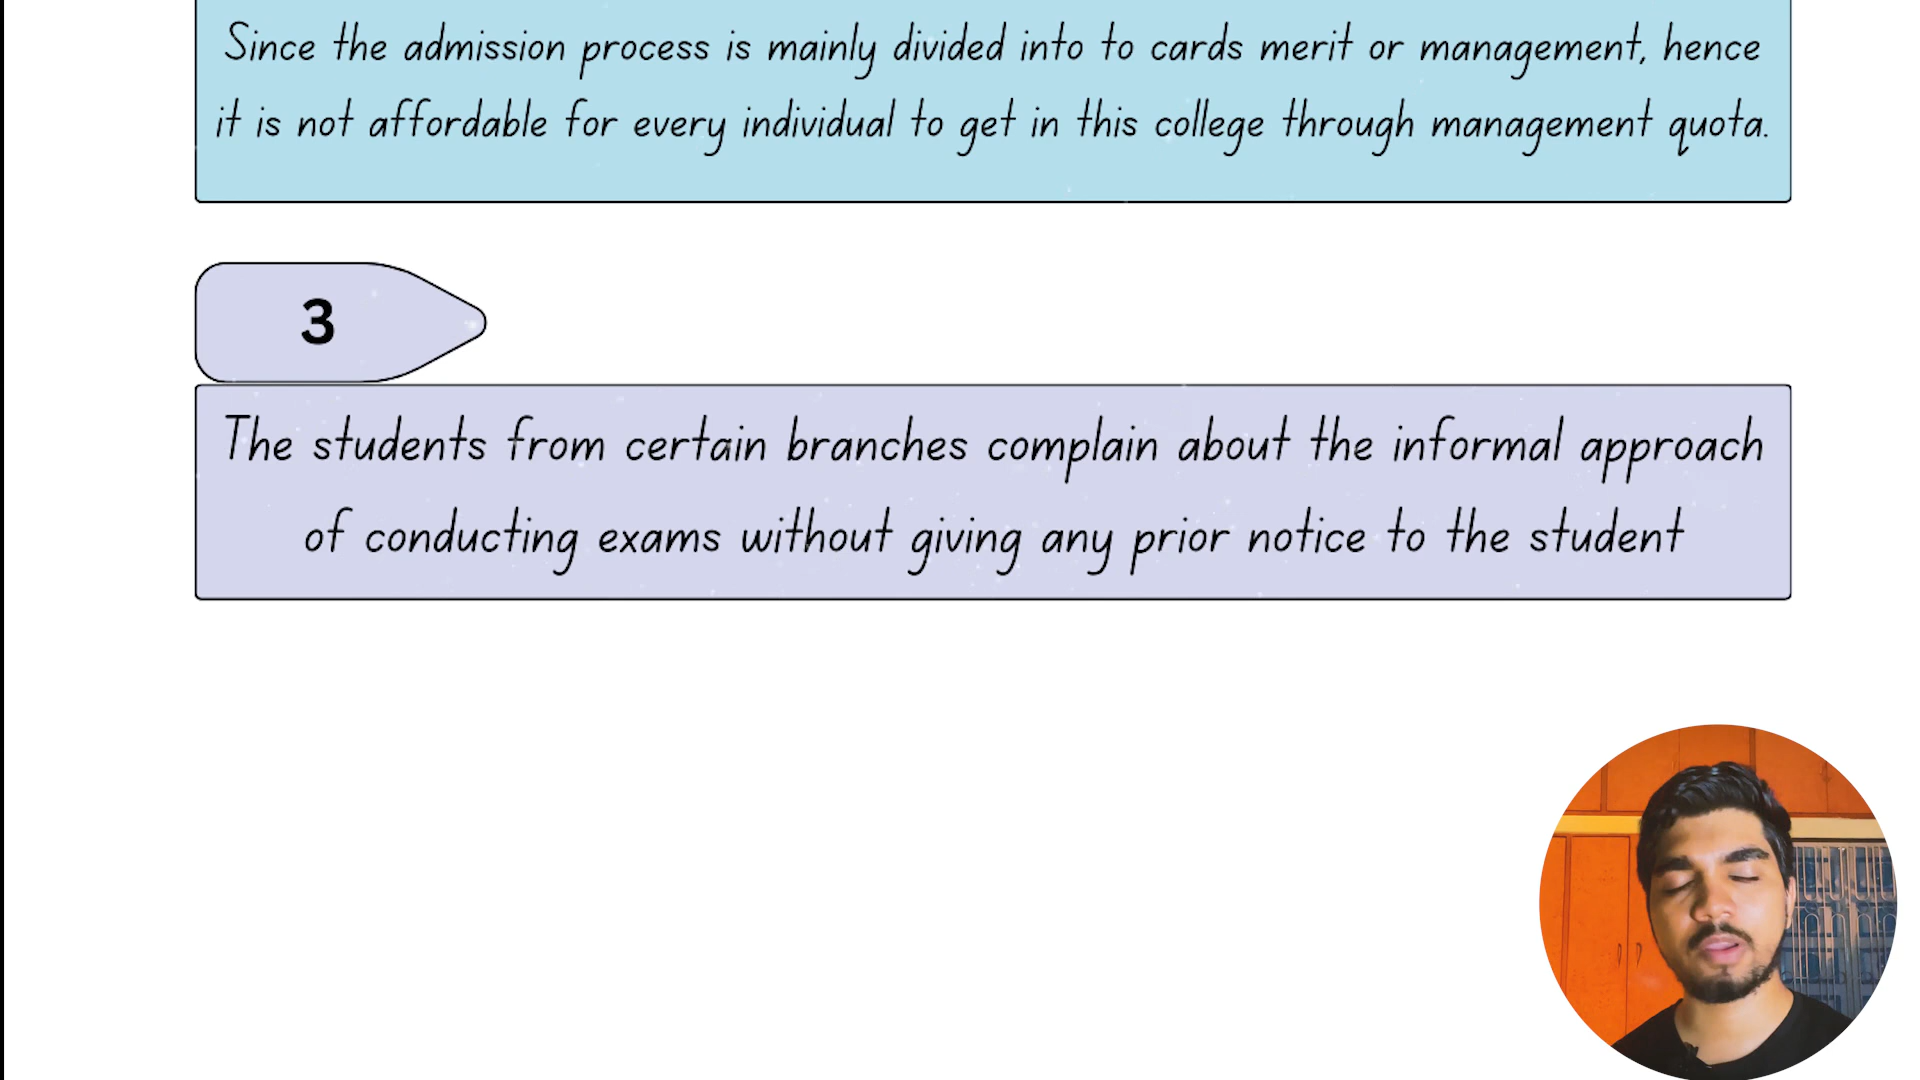 Since the admission process is mainly divided into to cards merit or management, hence
it is not affordable for every individual to get in this college through management quota.
3
The students from certain branches complain about the informal approach
of conducting exams without giving any prior notice to the student